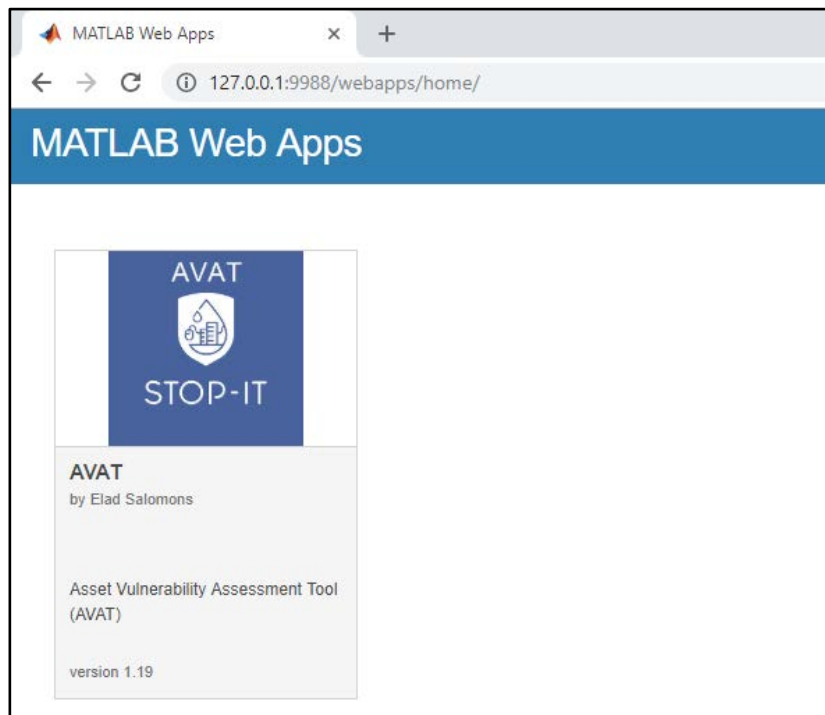 MATLAB Web Apps
127.0.0.1:9988/webapps/home/
MATLAB Web Apps
AVAT
STOP-IT
AVAT
by Elad Salomons
Asset Vulnerability Assessment Tool
(AVAT)
version 1.19